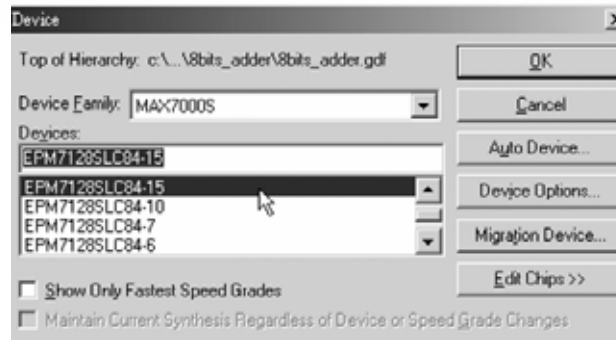 Device
Top of Hierarchy: c:\...\8bits_adder\8bits_adder.gdf
OK
Device Family: MAX7000S
Cancel
Devices:
EPM7128SLC84-15
Auto Device...
EPM7128SLC84-15
EPM7128SLC84-10
EPM7128SLC84-7
EPM7128SLC84-6
Device Options...
Migration Device...
Edit Chips >>
Show Only Fastest Speed Grades
Maintain Current Synthesis Regardless of Device or Speed Grade Changes